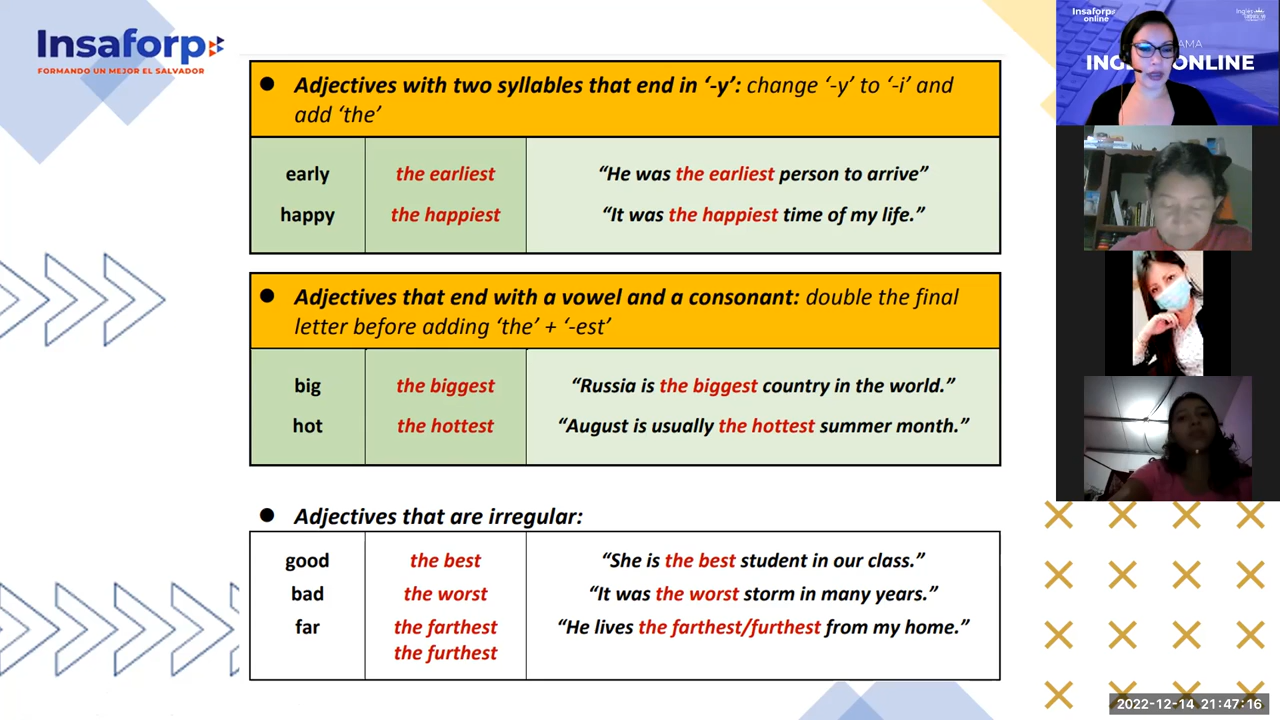 Insaforp
FORMANDO UN MEJOR EL SALVADOR
● Adjectives with two syllables that end in ‘-y’: change ‘-y’ to ‘-i’ and
add ‘the’
early the earliest “He was the earliest person to arrive”
happy the happiest “It was the happiest time of my life.”
● Adjectives that end with a vowel and a consonant: double the final
letter before adding ‘the’ + ‘-est’
big the biggest “Russia is the biggest country in the world.”
hot the hottest “August is usually the hottest summer month.”
● Adjectives that are irregular:
good the best “She is the best student in our class.”
bad the worst “It was the worst storm in many years.”
far the farthest “He lives the farthest/furthest from my home.”
the furthest
Insaforp
online
Inglés
AMA
ONLINE
2022-12-14 21:47:16